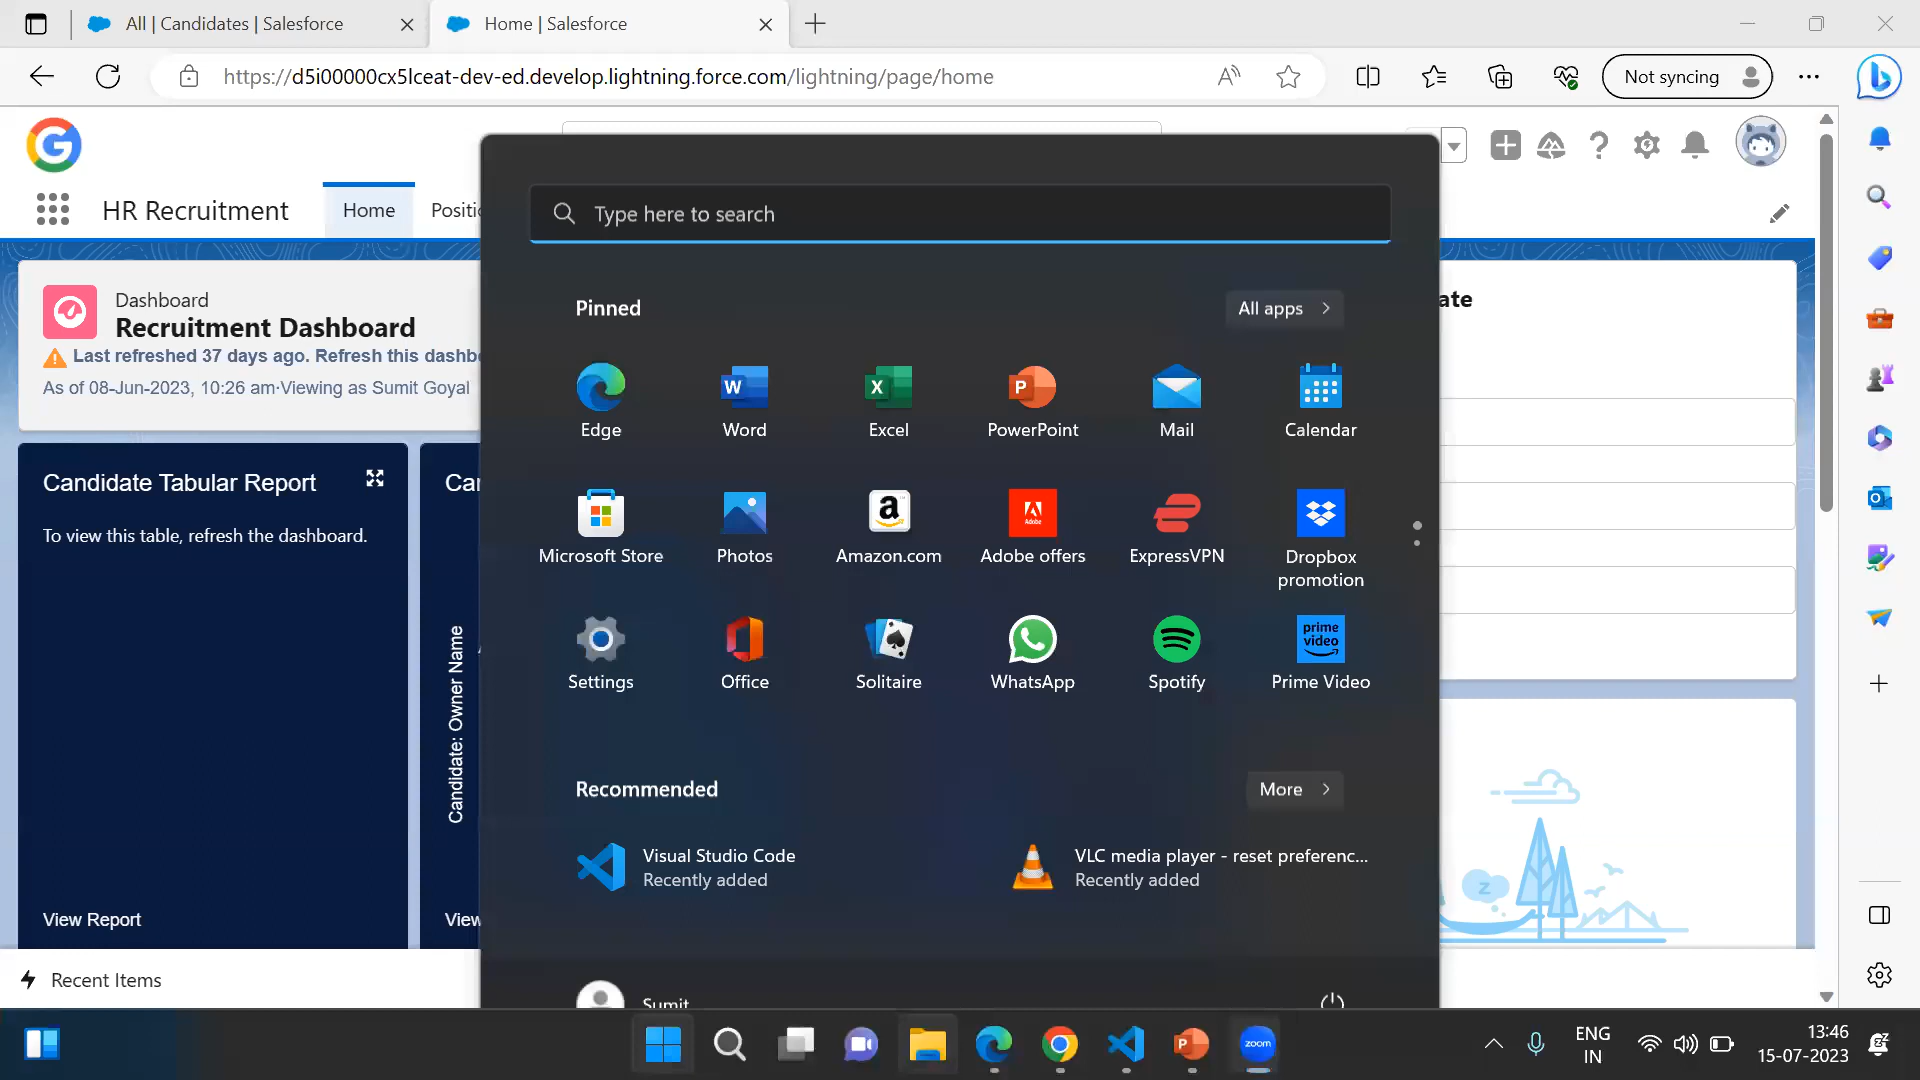 All | Candidates | Salesforce
Home | Salesforce
https://d5i00000cx5lceat-dev-ed.develop.lightning.force.com/lightning/page/home
Not syncing
HR Recruitment
Home
Dashboard
Recruitment Dashboard
Last refreshed 37 days ago. Refresh this dashb
As of 08-Jun-2023, 10:26 am·Viewing as Sumit Goyal
Candidate Tabular Report
To view this table, refresh the dashboard.
View Report
Candidate: Owner Name
Recent Items
Type here to search
Pinned
All apps
Edge
Word
Excel
PowerPoint
Mail
Calendar
Microsoft Store
Photos
Amazon.com
Adobe offers
ExpressVPN
Dropbox
promotion
Settings
Office
Solitaire
WhatsApp
Spotify
prime
video
Prime Video
Recommended
More
Visual Studio Code
Recently added
VLC media player - reset preferenc...
Recently added
Sumit
zoom
ENG
IN
13:46
15-07-2023